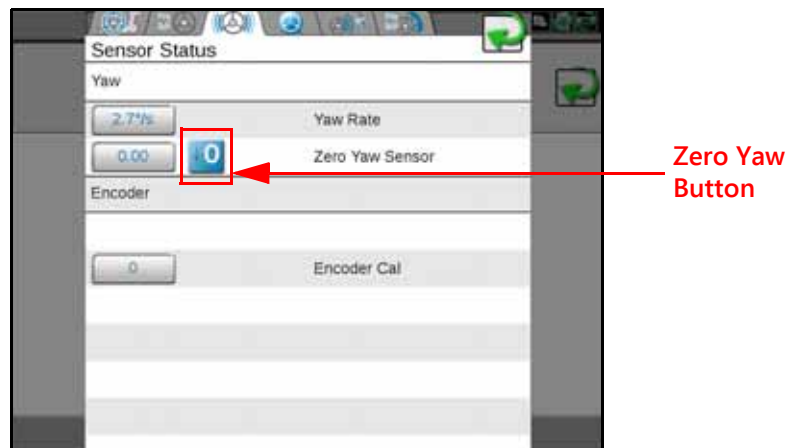 Sensor Status
Yaw
2.7°/s Yaw Rate
0.00 0 Zero Yaw Sensor
Encoder
0 Encoder Cal
Zero Yaw
Button